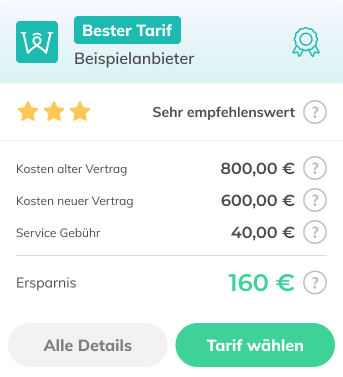 Bester Tarif
Beispielanbieter
Sehr empfehlenswert ?
Kosten alter Vertrag 800,00 € ?
Kosten neuer Vertrag 600,00 € ?
Service Gebühr 40,00 € ?
Ersparnis 160 € ?
Alle Details Tarif wählen